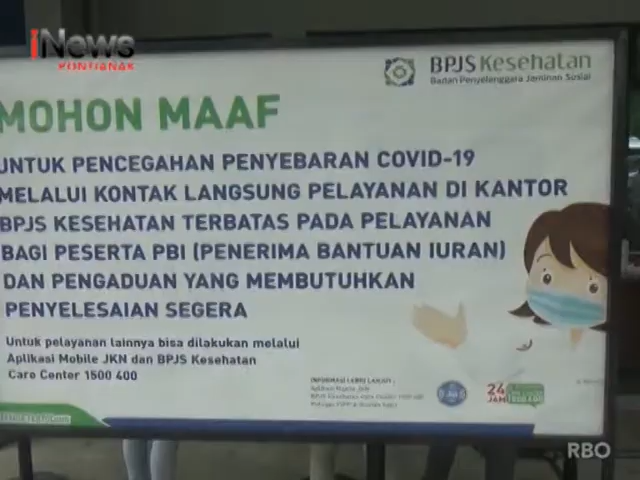 iNews
PONTIANAK
BPJS Kesehatan
Badan Penyelenggara Jaminan Sosial
MOHON MAAF
UNTUK PENCEGAHAN PENYEBARAN COVID-19
MELALUI KONTAK LANGSUNG PELAYANAN DI KANTOR
BPJS KESEHATAN TERBATAS PADA PELAYANAN
BAGI PESERTA PBI (PENERIMA BANTUAN IURAN)
DAN PENGADUAN YANG MEMBUTUHKAN
PENYELESAIAN SEGERA
Untuk pelayanan lainnya bisa dilakukan melalui
Aplikasi Mobile JKN dan BPJS Kesehatan
Care Center 1500 400
INFORMASI LEBIH LANJUT :
24
JAM
RBO